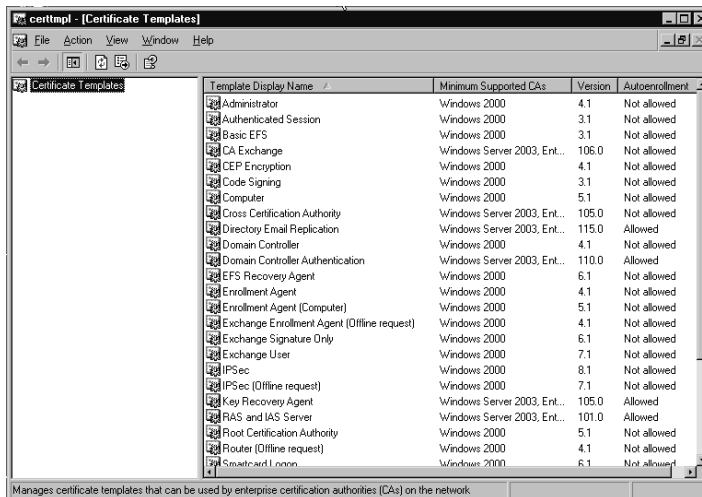 certtmpl - [Certificate Templates]
File Action View Window Help
Certificate Templates
Template Display Name Minimum Supported CAs Version Autoenrollment
Administrator Windows 2000 4.1 Not allowed
Authenticated Session Windows 2000 3.1 Not allowed
Basic EFS Windows 2000 3.1 Not allowed
CA Exchange Windows Server 2003, Ent... 106.0 Not allowed
CEP Encryption Windows 2000 4.1 Not allowed
Code Signing Windows 2000 3.1 Not allowed
Computer Windows 2000 5.1 Not allowed
Cross Certification Authority Windows Server 2003, Ent... 105.0 Not allowed
Directory Email Replication Windows Server 2003, Ent... 115.0 Allowed
Domain Controller Windows 2000 4.1 Not allowed
Domain Controller Authentication Windows Server 2003, Ent... 110.0 Allowed
EFS Recovery Agent Windows 2000 6.1 Not allowed
Enrollment Agent Windows 2000 4.1 Not allowed
Enrollment Agent (Computer) Windows 2000 5.1 Not allowed
Exchange Enrollment Agent (Offline request) Windows 2000 4.1 Not allowed
Exchange Signature Only Windows 2000 6.1 Not allowed
Exchange User Windows 2000 7.1 Not allowed
IPSec Windows 2000 8.1 Not allowed
IPSec (Offline request) Windows 2000 7.1 Not allowed
Key Recovery Agent Windows Server 2003, Ent... 105.0 Allowed
RAS and IAS Server Windows Server 2003, Ent... 101.0 Allowed
Root Certification Authority Windows 2000 5.1 Not allowed
Router (Offline request) Windows 2000 4.1 Not allowed
Smartcard Logon Windows 2000 6.1 Not allowed
Manages certificate templates that can be used by enterprise certification authorities (CAs) on the network